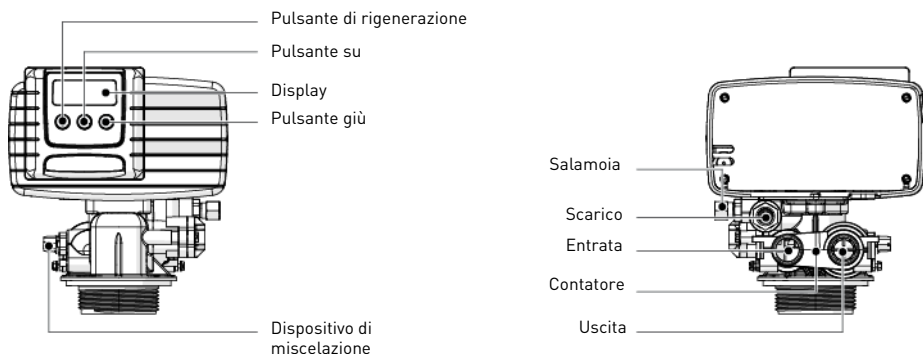 Pulsante di rigenerazione
Pulsante su
Display
Pulsante giù
Dispositivo di
miscelazione
Salamoia
Scarico
Entrata
Contatore
Uscita